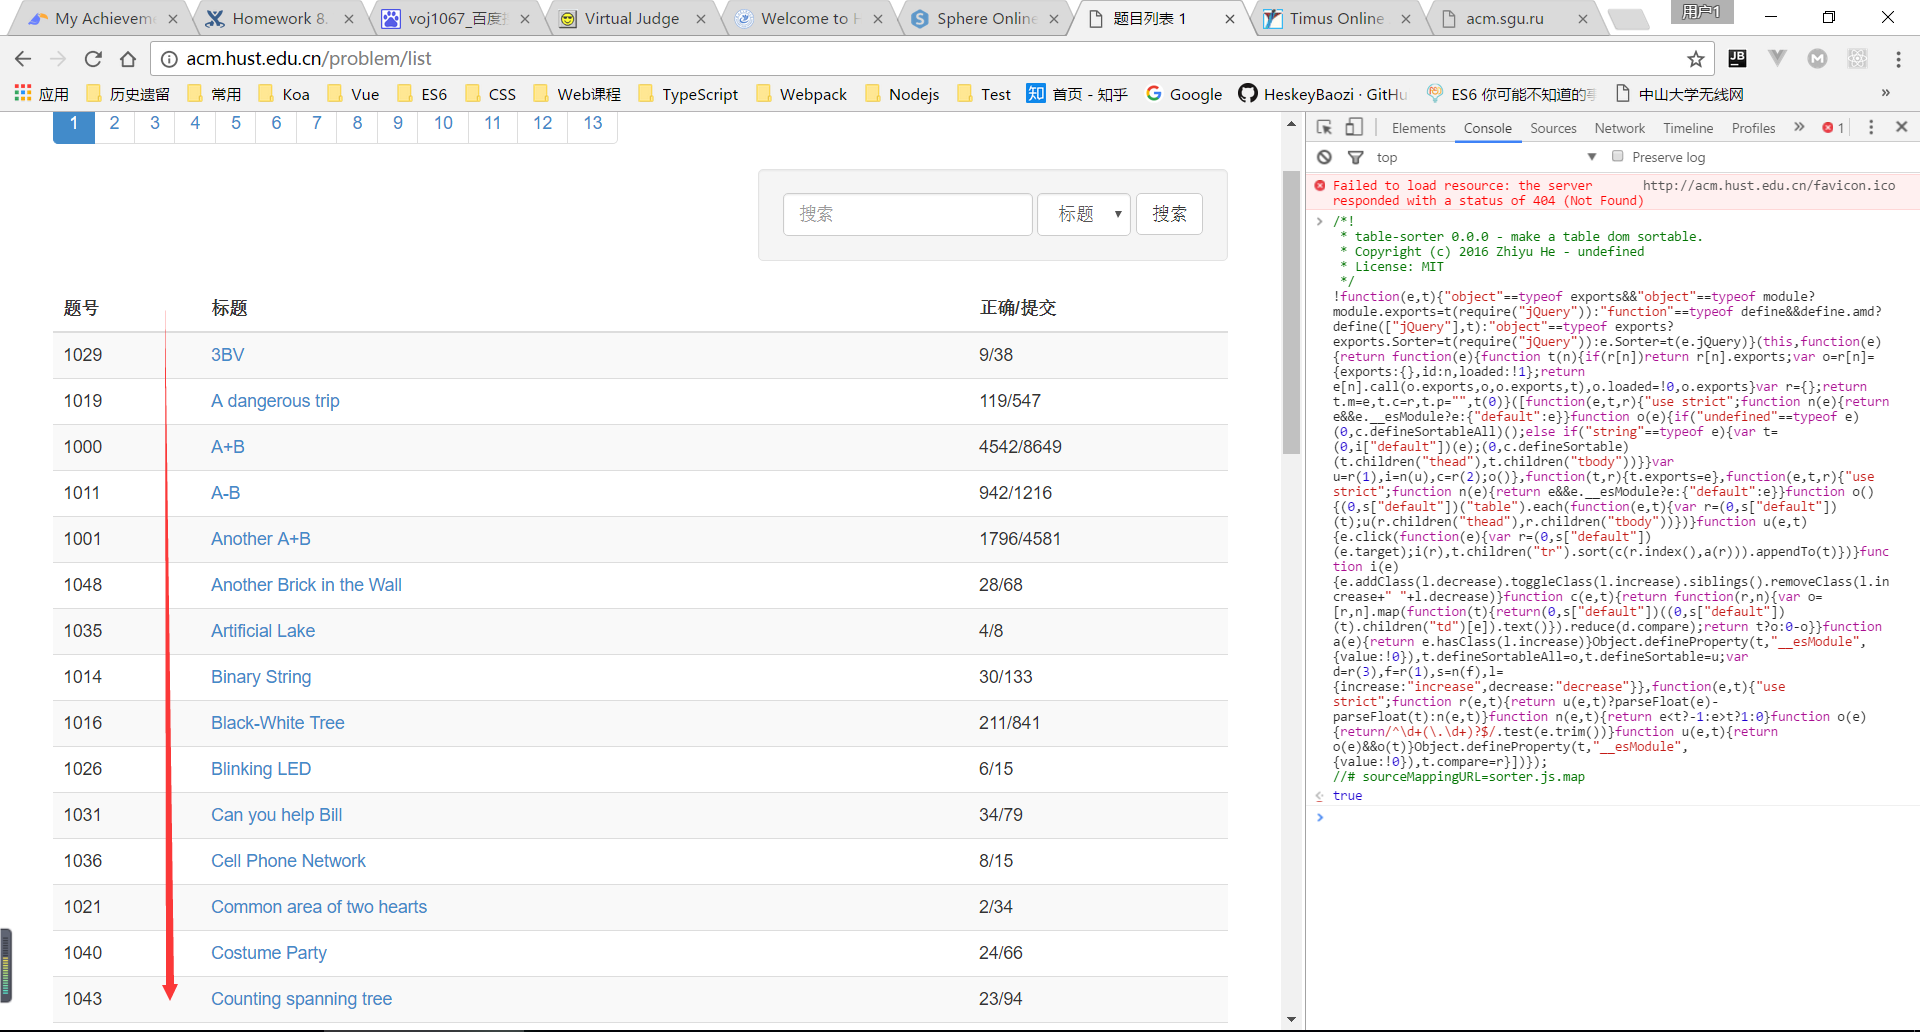 My Achievem
Homework 8.
voj1067_百度
Virtual Judge
Welcome to H
Sphere Online
题目列表 1
Timus Online
acm.sgu.ru
用户1
acm.hust.edu.cn/problem/list
应用
历史遗留
常用
Koa
Vue
ES6
CSS
Web课程
TypeScript
Webpack
Nodejs
Test
知 首页 - 知乎
Google
HeskeyBaozi · GitHu
ES6 你可能不知道的
中山大学无线网
»
1 2 3 4 5 6 7 8 9 10 11 12 13
搜索 标题 搜索
题号 标题 正确/提交
1029 3BV 9/38
1019 A dangerous trip 119/547
1000 A+B 4542/8649
1011 A-B 942/1216
1001 Another A+B 1796/4581
1048 Another Brick in the Wall 28/68
1035 Artificial Lake 4/8
1014 Binary String 30/133
1016 Black-White Tree 211/841
1026 Blinking LED 6/15
1031 Can you help Bill 34/79
1036 Cell Phone Network 8/15
1021 Common area of two hearts 2/34
1040 Costume Party 24/66
1043 Counting spanning tree 23/94
Elements Console Sources Network Timeline Profiles » 1
top Preserve log
Failed to load resource: the server http://acm.hust.edu.cn/favicon.ico
responded with a status of 404 (Not Found)
/*!
* table-sorter 0.0.0 - make a table dom sortable.
* Copyright (c) 2016 Zhiyu He - undefined
* License: MIT
*/
!function(e,t){"object"==typeof exports&&"object"==typeof module?
module.exports=t(require("jQuery")):"function"==typeof define&&define.amd?
define(["jQuery"],t):"object"==typeof exports?
exports.Sorter=t(require("jQuery")):e.Sorter=t(e.jQuery)}(this,function(e)
{return function(e){function t(n){if(r[n])return r[n].exports;var o=r[n]=
{exports:{},id:n,loaded:!1};return
e[n].call(o.exports,o,o.exports,t),o.loaded=!0,o.exports}var r={};return
t.m=e,t.c=r,t.p="",t(0)}([function(e,t,r){"use strict";function n(e){return
e&&e.__esModule?e:{"default":e}}function o(e){if("undefined"==typeof e)
(0,c.defineSortableAll)();else if("string"==typeof e){var t=
(0,i["default"])(e);(0,c.defineSortable)
(t.children("thead"),t.children("tbody"))}}var
u=r(1),i=n(u),c=r(2);o()},function(t,r){t.exports=e},function(e,t,r){"use
strict";function n(e){return e&&e.__esModule?e:{"default":e}}function o()
{(0,s["default"])("table").each(function(e,t){var r=(0,s["default"])
(t);u(r.children("thead"),r.children("tbody"))})}function u(e,t)
{e.click(function(e){var r=(0,s["default"])
(e.target);i(r),t.children("tr").sort(c(r.index(),a(r))).appendTo(t)})}func
tion i(e)
{e.addClass(l.decrease).toggleClass(l.increase).siblings().removeClass(l.in
crease+" "+l.decrease)}function c(e,t){return function(r,n){var o=
[r,n].map(function(t){return(0,s["default"])((0,s["default"])
(t).children("td")[e]).text()}).reduce(d.compare);return t?o:0-o}}function
a(e){return e.hasClass(l.increase)}Object.defineProperty(t,"__esModule",
{value:!0}),t.defineSortableAll=o,t.defineSortable=u;var
d=r(3),f=r(1),s=n(f),l=
{increase:"increase",decrease:"decrease"}},function(e,t){"use
strict";function r(e,t){return u(e,t)?parseFloat(e)-
parseFloat(t):n(e,t)}function n(e,t){return e<t?-1:e>t?1:0}function o(e)
{return/^\d+(\.\d+)?$/.test(e.trim())}function u(e,t){return
o(e)&&o(t)}Object.defineProperty(t,"__esModule",
{value:!0}),t.compare=r}])});
//# sourceMappingURL=sorter.js.map
true